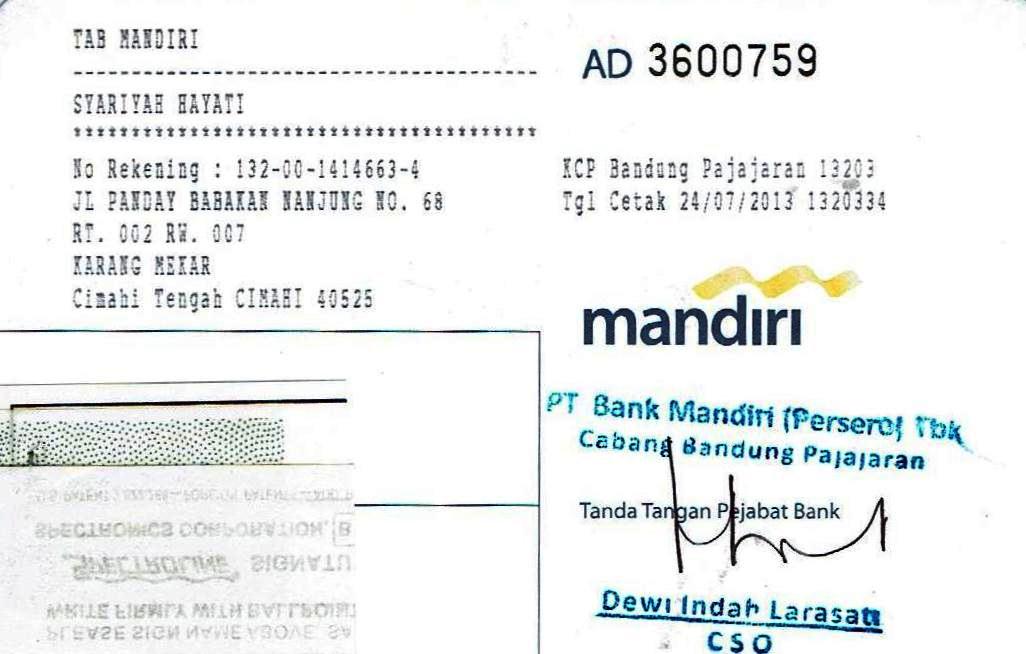 TAB MANDIRI
AD 3600759
SYARIYAH HAYATI
No Rekening : 132-00-1414663-4
JL PANDAY BABAKAN NANJUNG NO. 68
RT. 002 RW. 007
KARANG MEKAR
Cimahi Tengah CIMAHI 40525
KCP Bandung Pajajaran 13203
Tgl Cetak 24/07/2013 1320334
mandiri
PT Bank Mandiri (Persero) Tbk
Cabang Bandung Pajajaran
Tanda Tangan Pejabat Bank
Dewi Indah Larasati
CSO
SPECTRONICS CORPORATION, B
SPECTROLINE SIGNATU
WRITE FIRMLY WITH BALLPOINT
PLEASE SIGN NAME ABOVE. SA